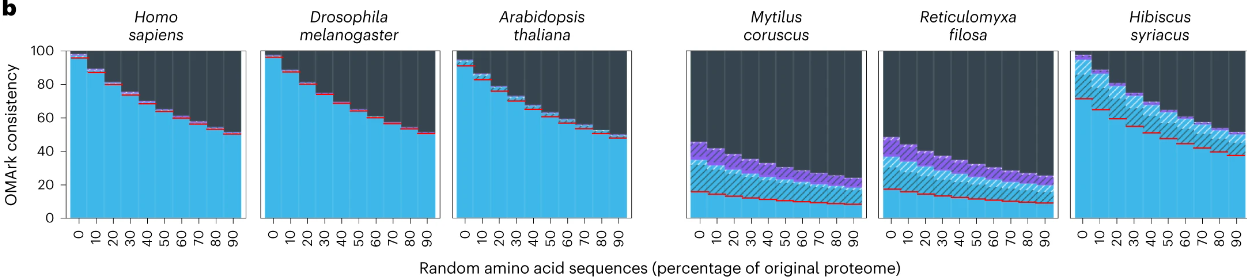 b
Homo
sapiens
Drosophila
melanogaster
Arabidopsis
thaliana
Mytilus
coruscus
Reticulomyxa
filosa
Hibiscus
syriacus
OMArk consistency
100
80
60
40
20
0
0 10 20 30 40 50 60 70 80 90
0 10 20 30 40 50 60 70 80 90
0 10 20 30 40 50 60 70 80 90
0 10 20 30 40 50 60 70 80 90
0 10 20 30 40 50 60 70 80 90
0 10 20 30 40 50 60 70 80 90
Random amino acid sequences (percentage of original proteome)